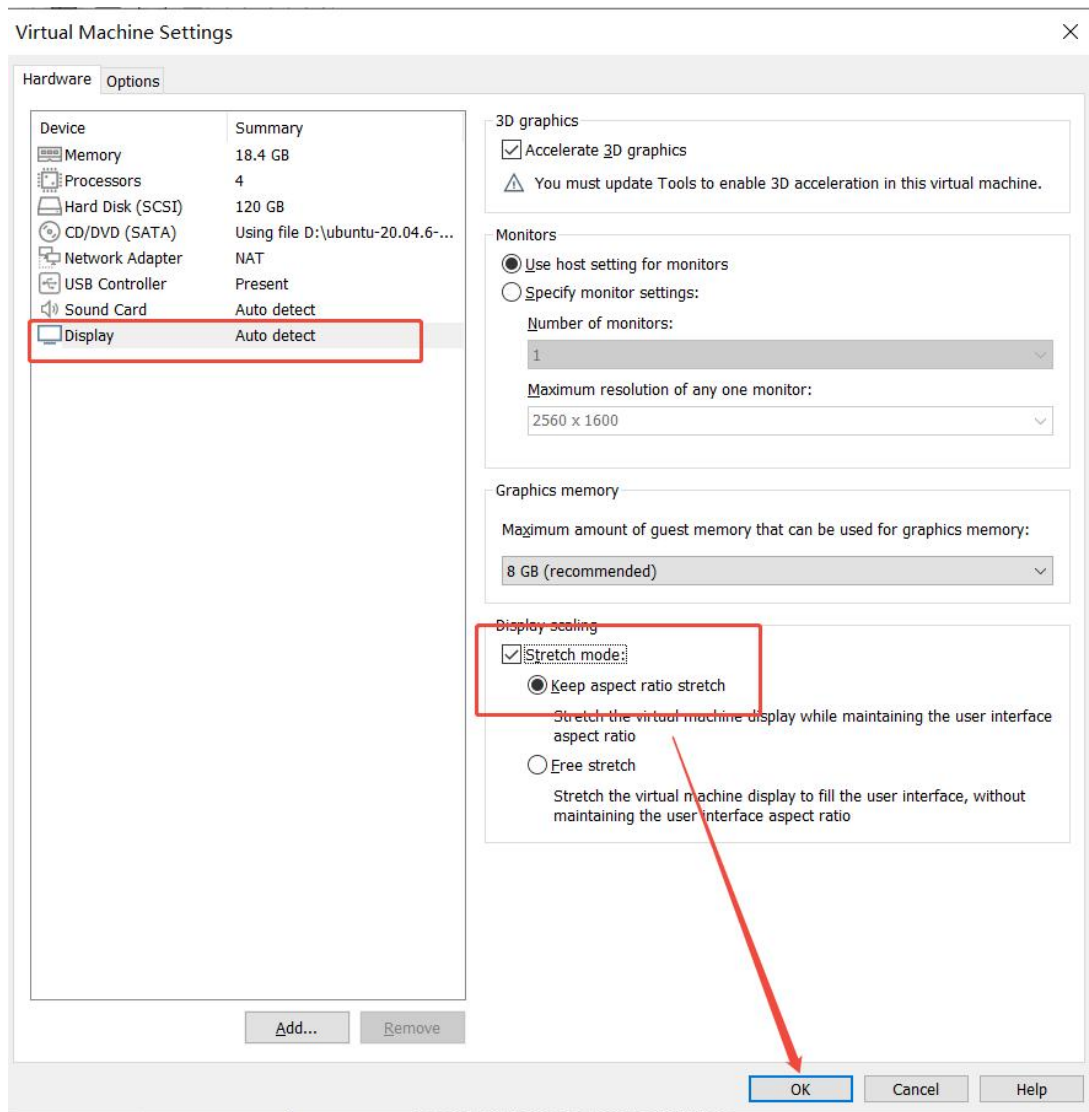 Virtual Machine Settings
Hardware Options
Device Summary
Memory 18.4 GB
Processors 4
Hard Disk (SCSI) 120 GB
CD/DVD (SATA) Using file D:\ubuntu-20.04.6-...
Network Adapter NAT
USB Controller Present
Sound Card Auto detect
Display Auto detect
Add... Remove
3D graphics
Accelerate 3D graphics
You must update Tools to enable 3D acceleration in this virtual machine.
Monitors
Use host setting for monitors
Specify monitor settings:
Number of monitors:
1
Maximum resolution of any one monitor:
2560 x 1600
Graphics memory
Maximum amount of guest memory that can be used for graphics memory:
8 GB (recommended)
Display scaling
Stretch mode:
Keep aspect ratio stretch
Stretch the virtual machine display while maintaining the user interface
aspect ratio
Free stretch
Stretch the virtual machine display to fill the user interface, without
maintaining the user interface aspect ratio
OK Cancel Help